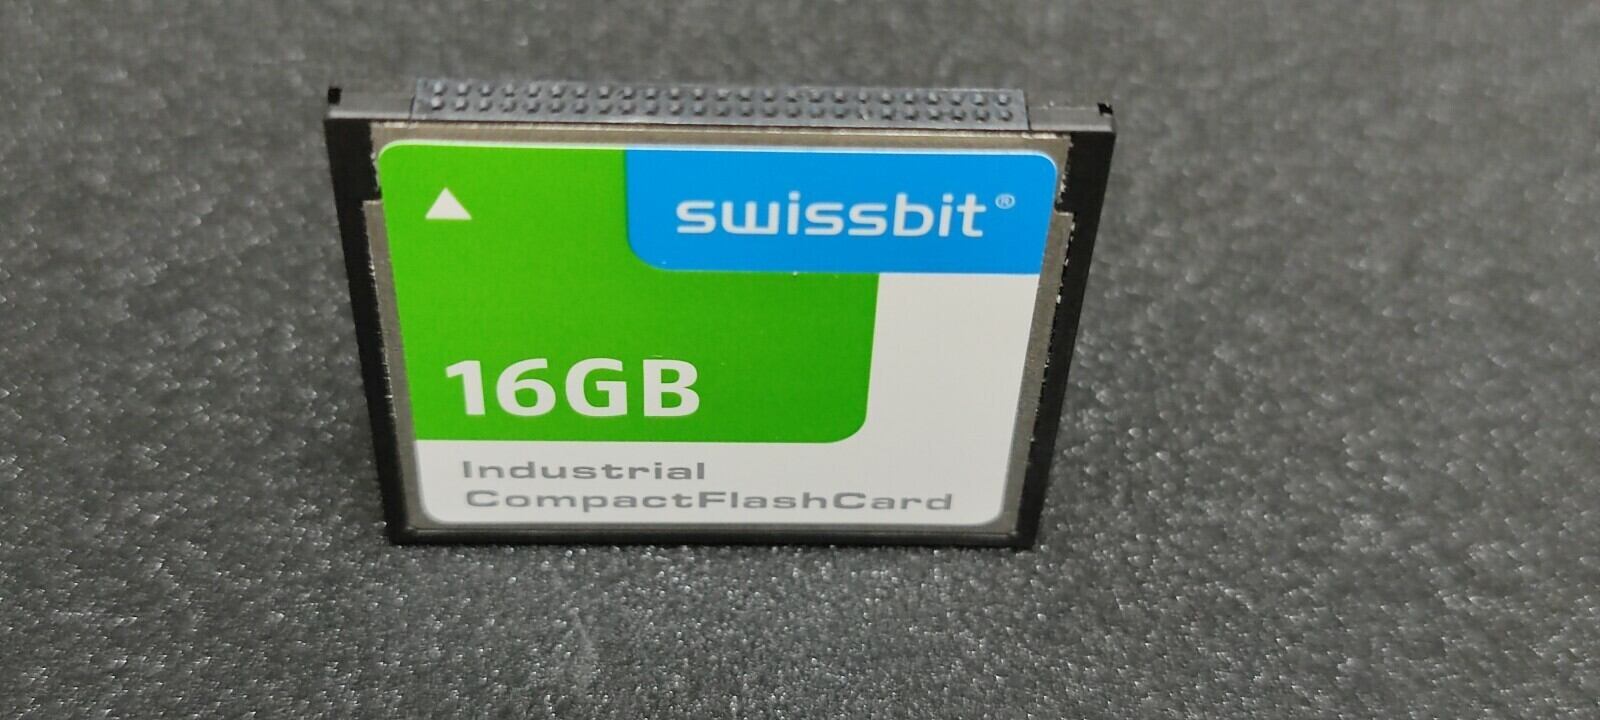 swissbit®
16GB
Industrial
CompactFlashCard